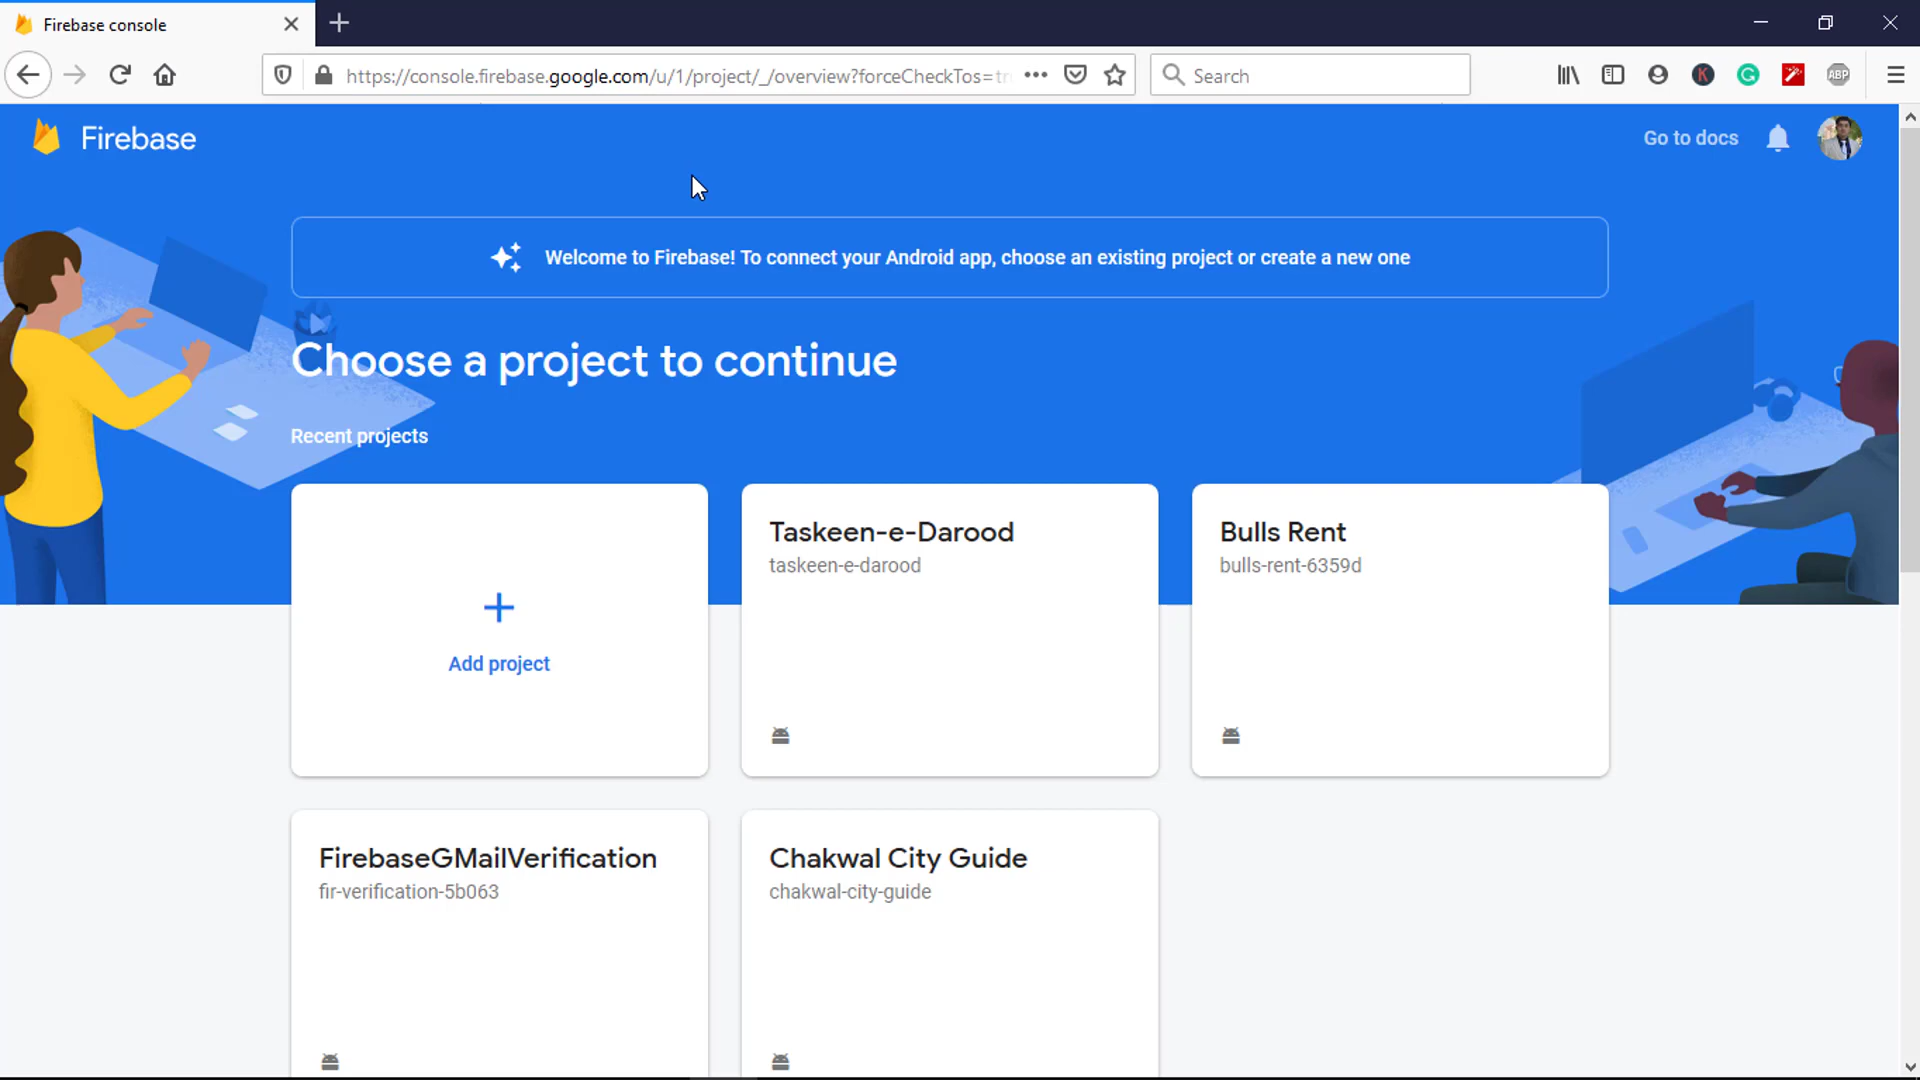 Firebase console
https://console.firebase.google.com/u/1/project/_/overview?forceCheckTos=
Search
K
G
ABP
Firebase
Go to docs
Welcome to Firebase! To connect your Android app, choose an existing project or create a new one
Choose a project to continue
Recent projects
Add project
Taskeen-e-Darood
taskeen-e-darood
Bulls Rent
bulls-rent-6359d
FirebaseGMailVerification
fir-verification-5b063
Chakwal City Guide
chakwal-city-guide